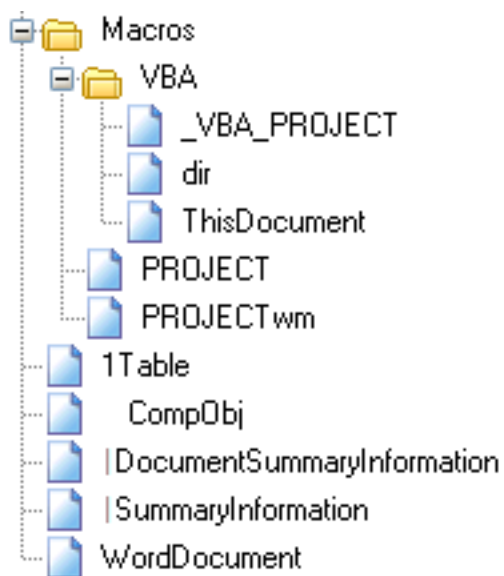 Macros
VBA
_VBA_PROJECT
dir
ThisDocument
PROJECT
PROJECTwm
1Table
CompObj
|DocumentSummaryInformation
|SummaryInformation
WordDocument